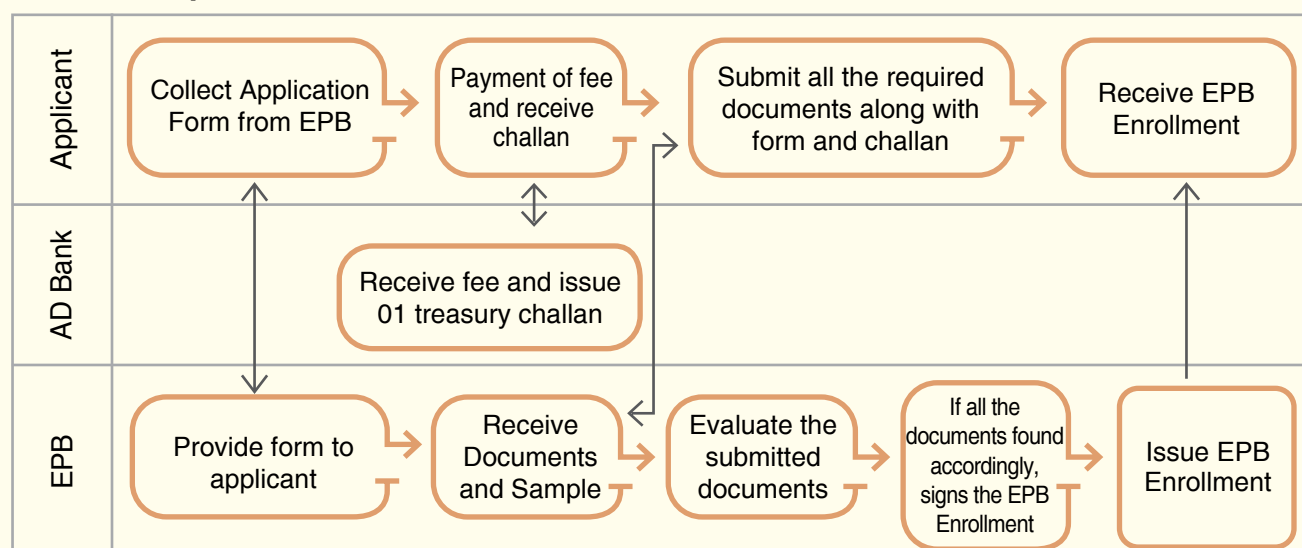 Applicant
Collect Application
Form from EPB
Payment of fee
and receive
challan
Submit all the required
documents along with
form and challan
Receive EPB
Enrollment
AD Bank
Receive fee and issue
01 treasury challan
EPB
Provide form to
applicant
Receive
Documents
and Sample
Evaluate the
submitted
documents
If all the
documents found
accordingly,
signs the EPB
Enrollment
Issue EPB
Enrollment